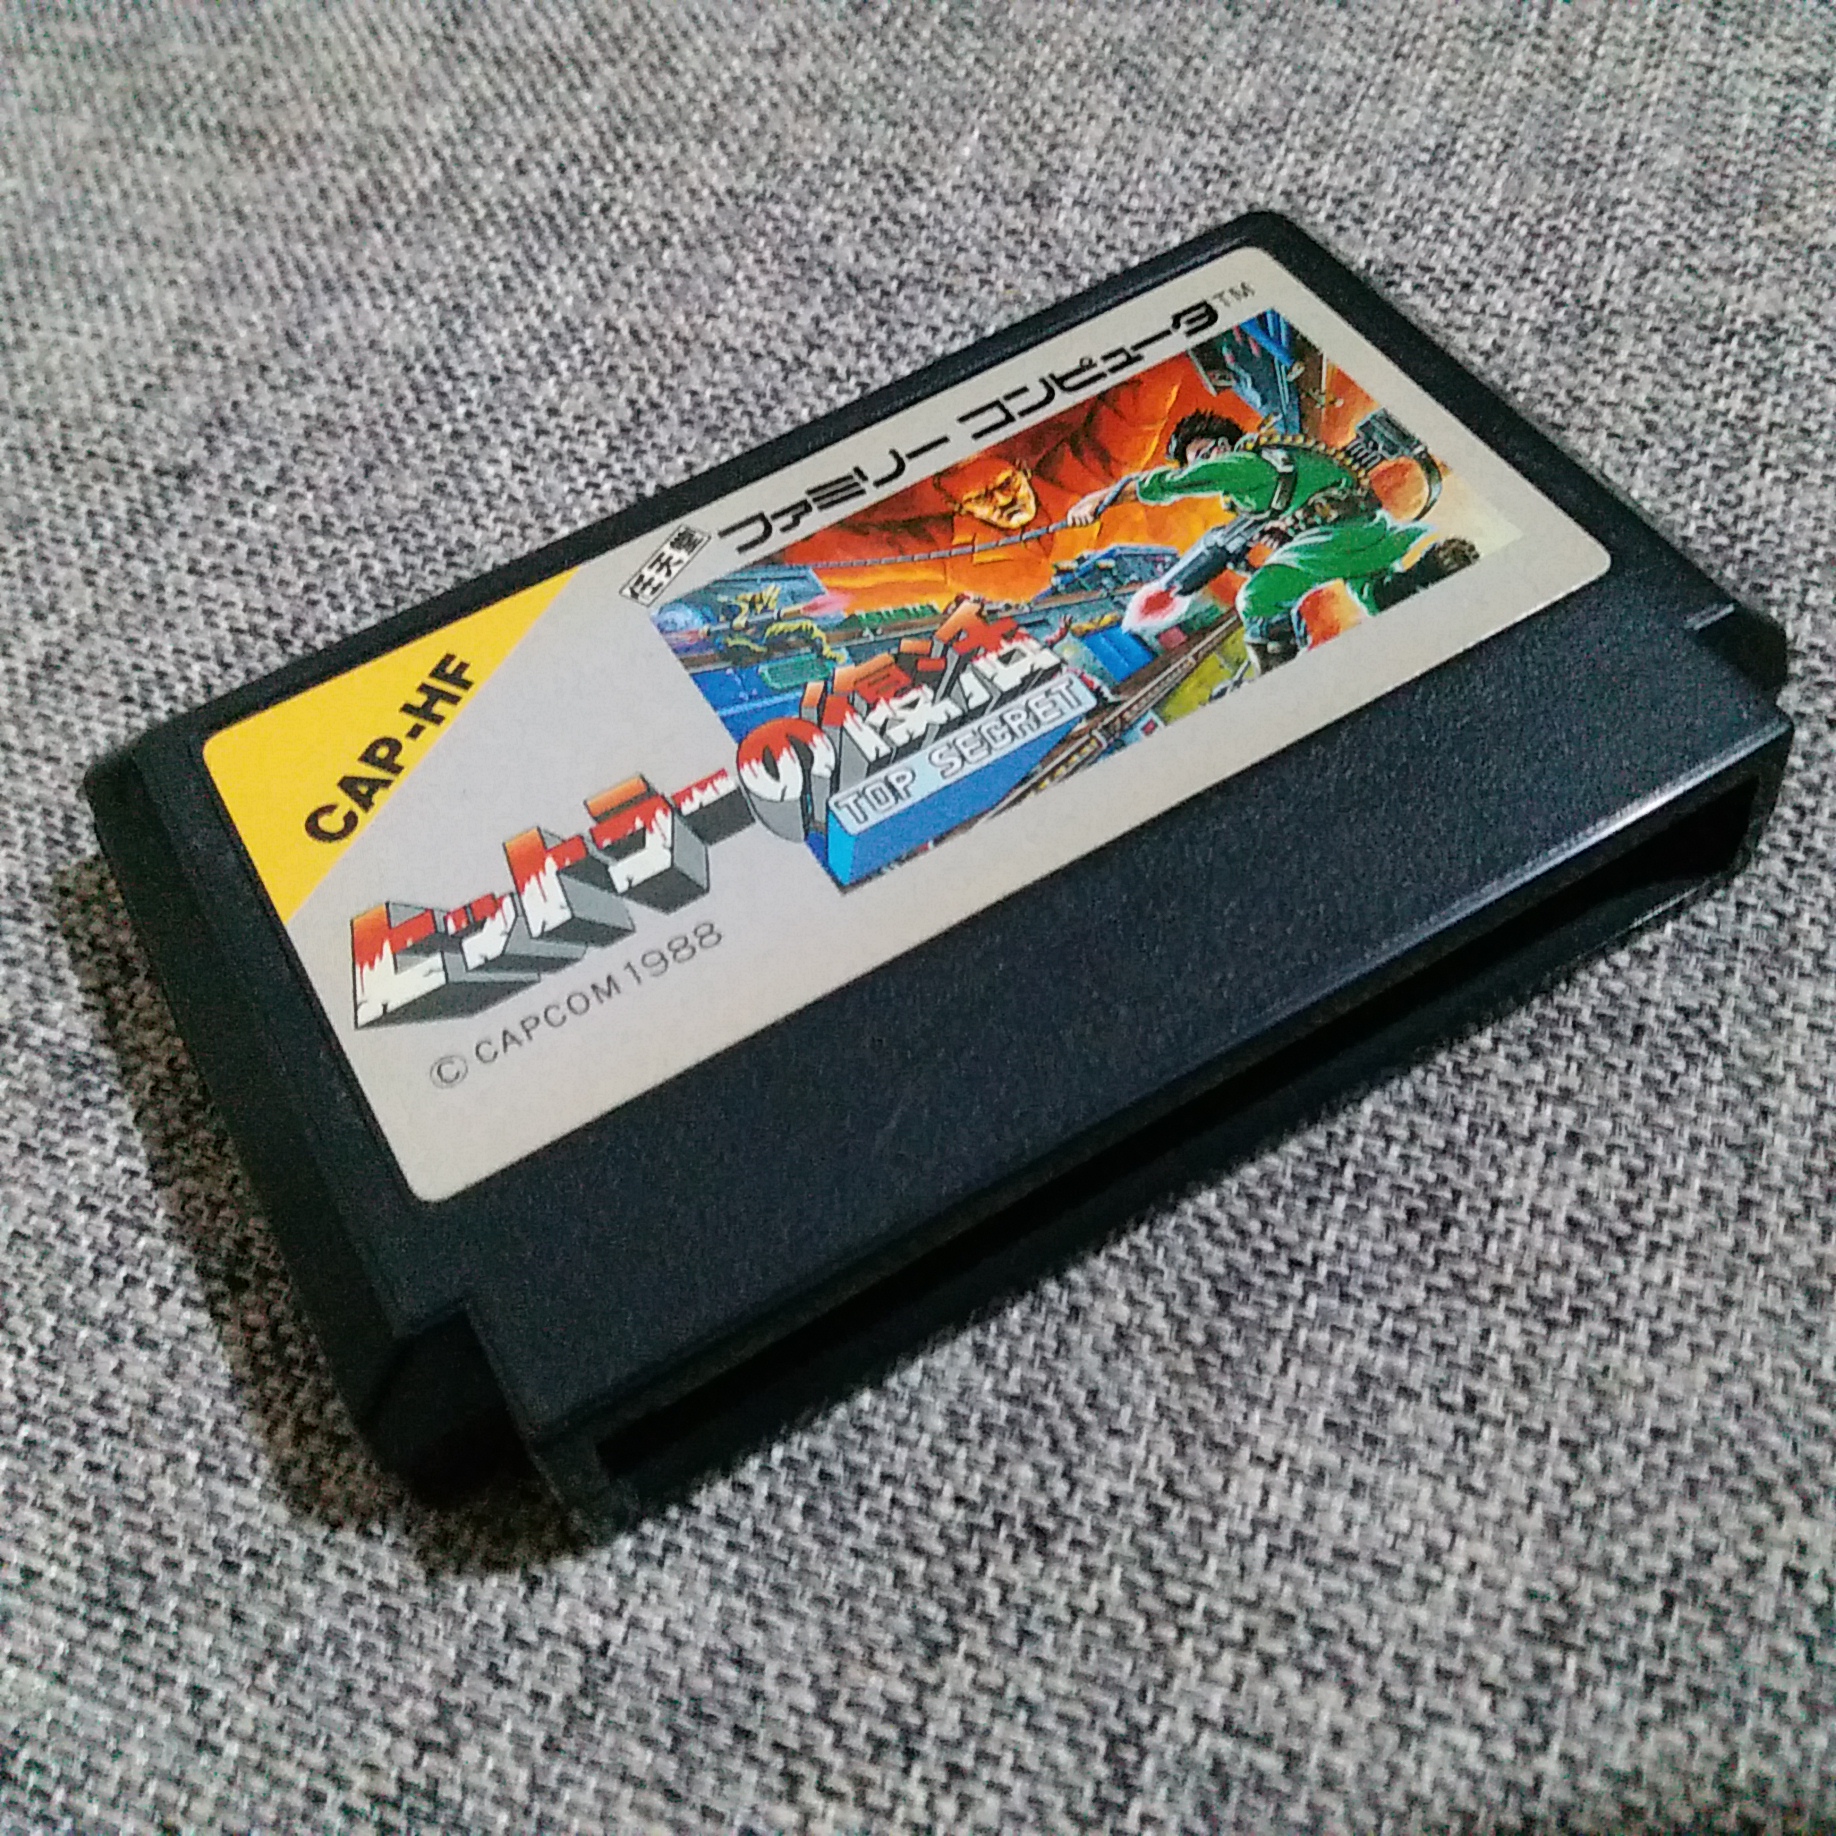 CAP-HF
任天堂
ファミリー コンピュータ™
ヒットラーの復活
TOP SECRET
©CAPCOM 1988